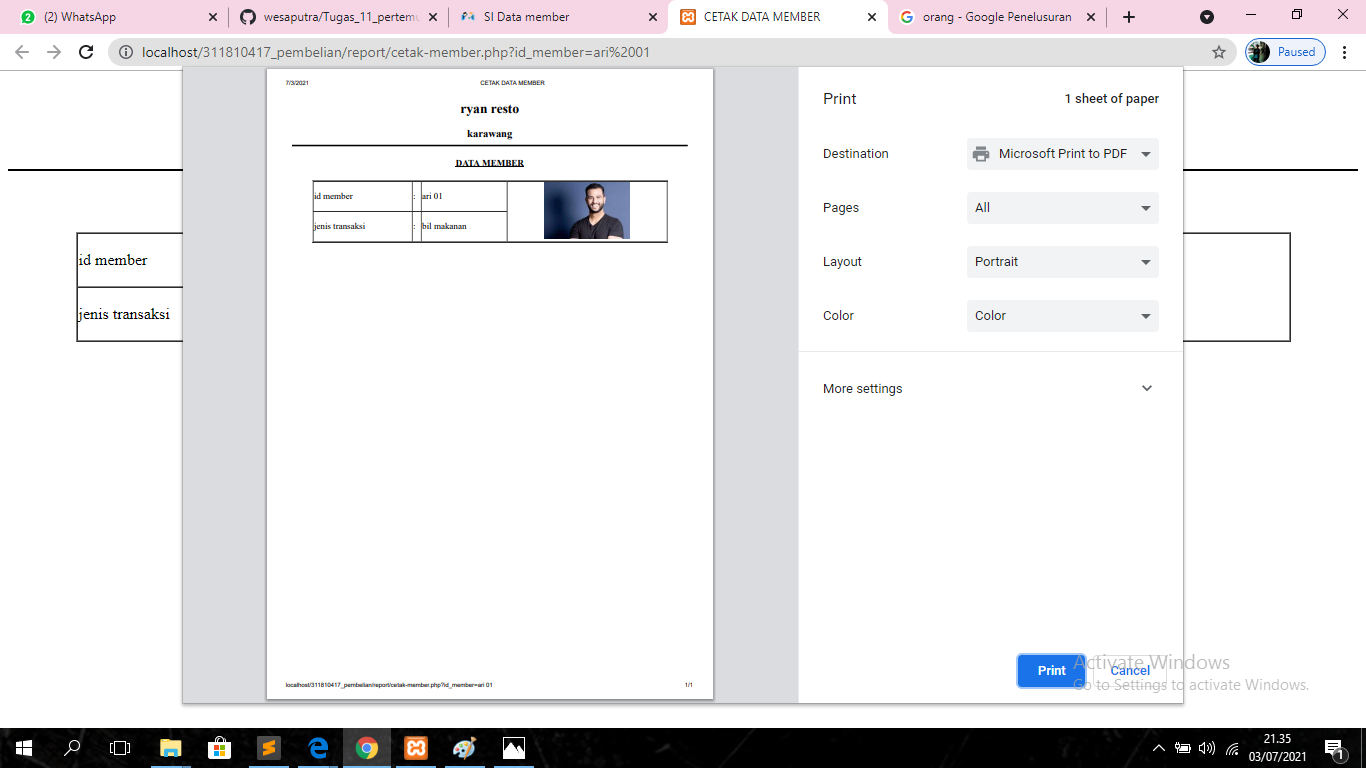 (2) WhatsApp
wesaputra/Tugas_11_pertemu
SI Data member
CETAK DATA MEMBER
orang - Google Penelusuran
localhost/311810417_pembelian/report/cetak-member.php?id_member=ari%2001
Paused
id member
jenis transaksi
7/3/2021 CETAK DATA MEMBER
ryan resto
karawang
DATA MEMBER
id member : ari 01
jenis transaksi : bil makanan
localhost/311810417_pembelian/report/cetak-member.php?id_member=ari 01 1/1
Print 1 sheet of paper
Destination Microsoft Print to PDF
Pages All
Layout Portrait
Color Color
More settings
Print Cancel
Activate Windows
Go to Settings to activate Windows.
21.35
03/07/2021
1